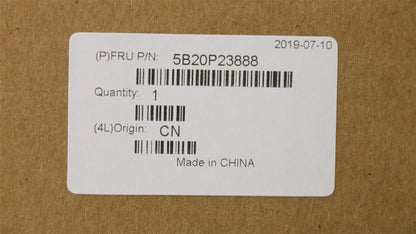 2019-07-10
(P)FRU P/N: 5B20P23888
Quantity: 1
(4L)Origin: CN
Made in CHINA